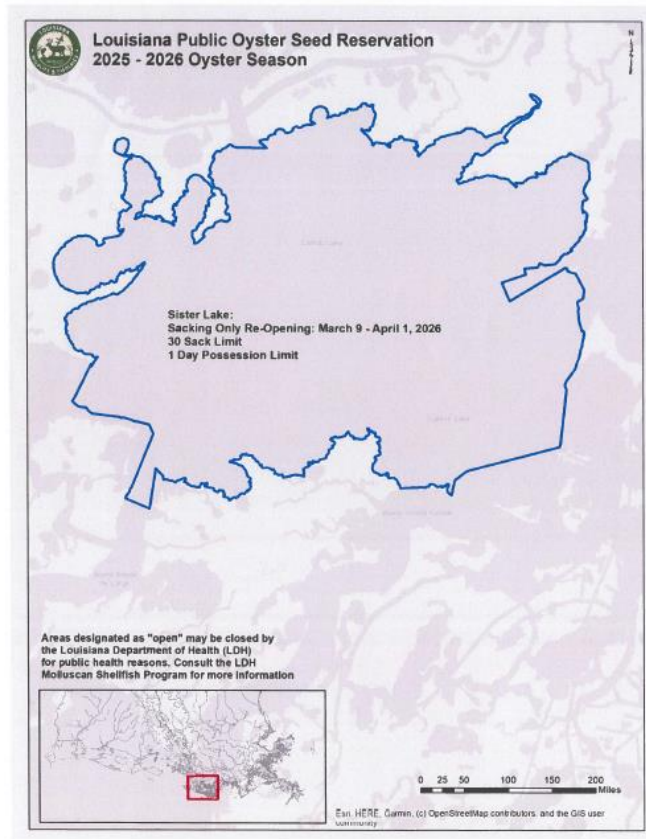 Louisiana Public Oyster Seed Reservation
2025 - 2026 Oyster Season
N
Sister Lake:
Sacking Only Re-Opening: March 9 - April 1, 2026
30 Sack Limit
1 Day Possession Limit
Areas designated as "open" may be closed by
the Louisiana Department of Health (LDH)
for public health reasons. Consult the LDH
Molluscan Shellfish Program for more information
0 25 50 100 150 200
Miles
Esri, HERE, Garmin, (c) OpenStreetMap contributors, and the GIS user
community